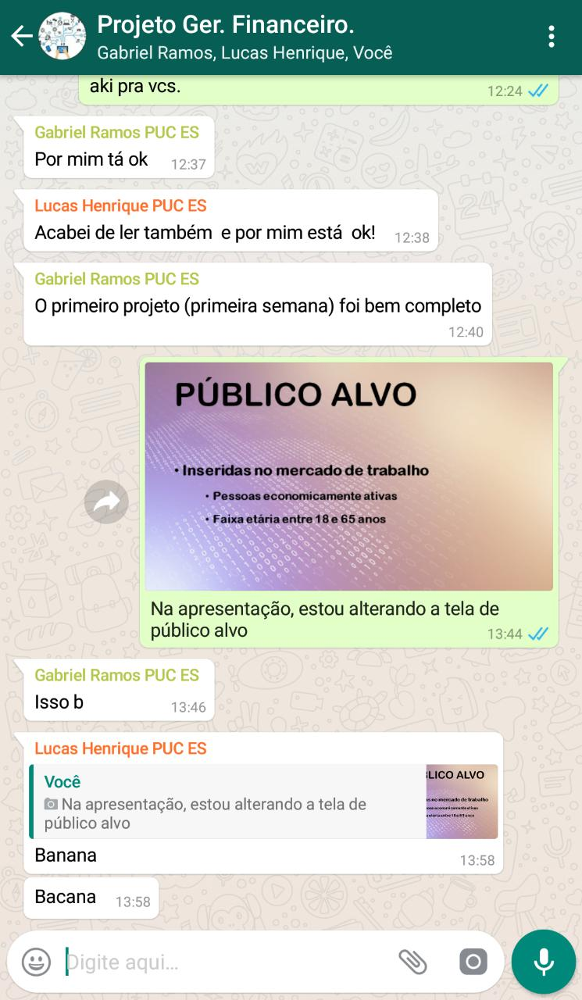 Projeto Ger. Financeiro.
Gabriel Ramos, Lucas Henrique, Você
aki pra vcs.
12:24
Gabriel Ramos PUC ES
Por mim tá ok
12:37
Lucas Henrique PUC ES
Acabei de ler também e por mim está ok!
12:38
Gabriel Ramos PUC ES
O primeiro projeto (primeira semana) foi bem completo
12:40
PÚBLICO ALVO
• Inseridas no mercado de trabalho
• Pessoas economicamente ativas
• Faixa etária entre 18 e 65 anos
Na apresentação, estou alterando a tela de
público alvo
13:44
Gabriel Ramos PUC ES
Isso b
13:46
Lucas Henrique PUC ES
Você
Na apresentação, estou alterando a tela de
público alvo
BLICO ALVO
no mercado de trabalho
Banana
13:58
Bacana
13:58
Digite aqui...